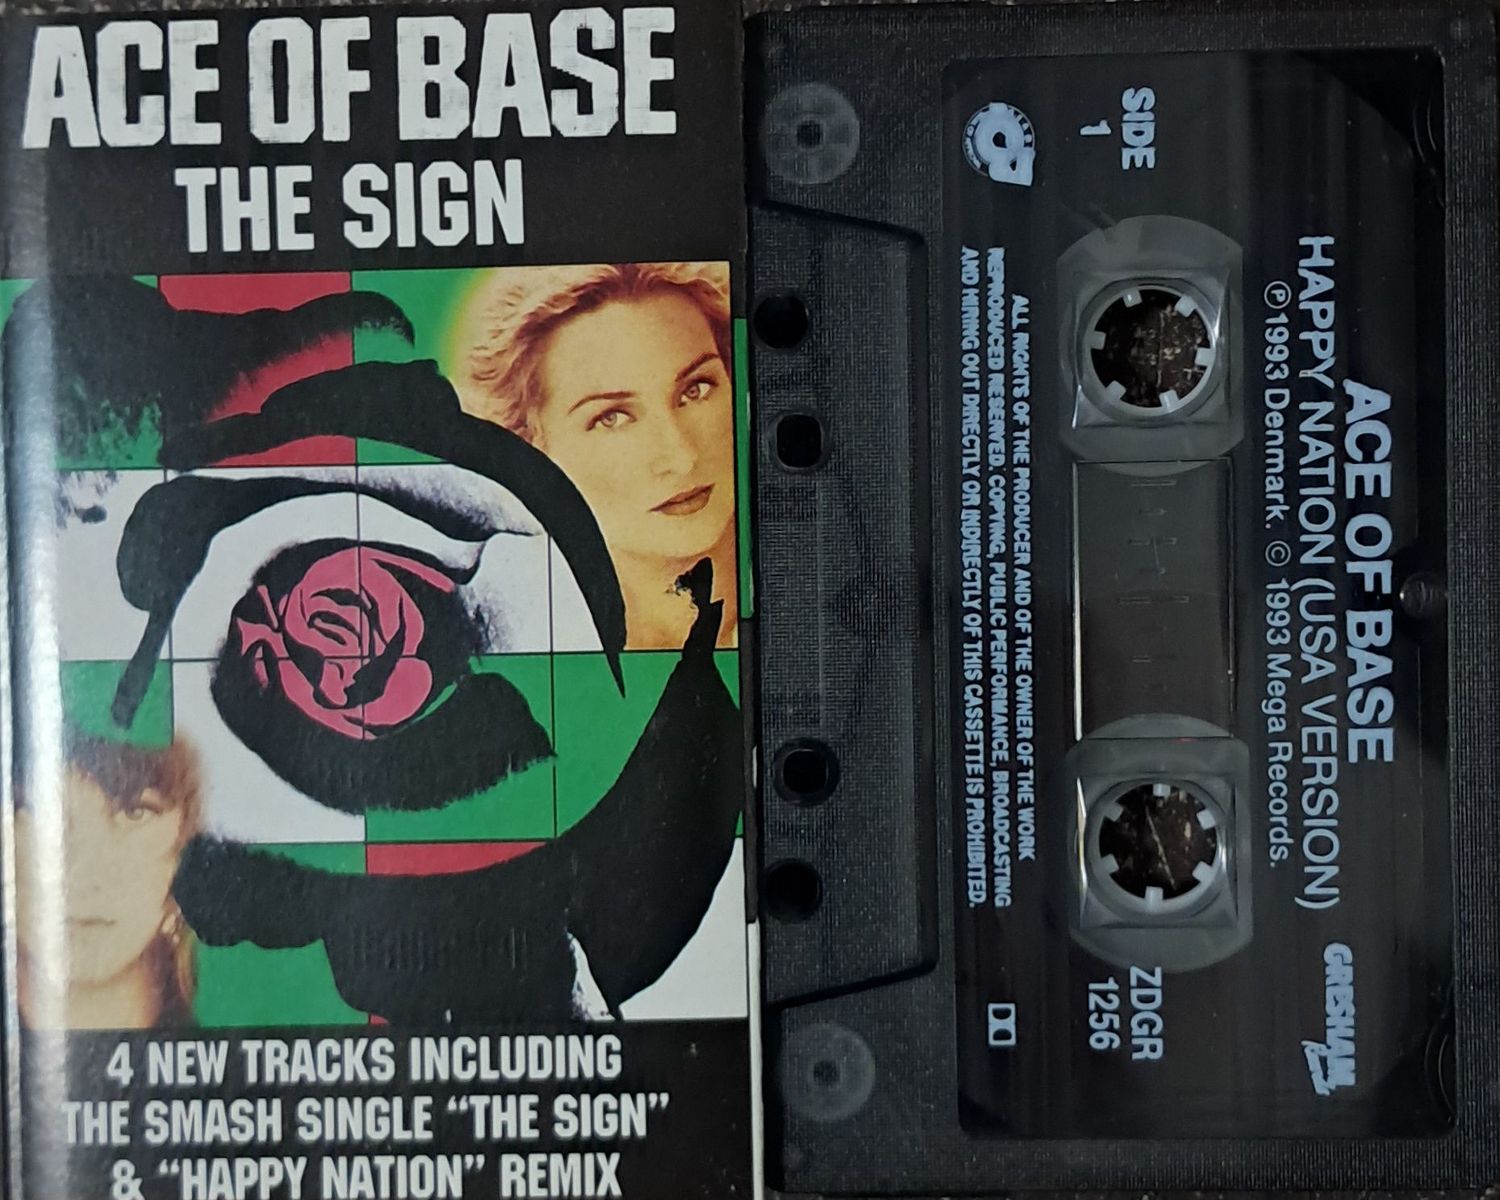 ACE OF BASE
THE SIGN
4 NEW TRACKS INCLUDING
THE SMASH SINGLE "THE SIGN"
& "HAPPY NATION" REMIX
ACE OF BASE
HAPPY NATION (USA VERSION)
℗ 1993 Denmark. © 1993 Mega Records.
GRESHAM
SIDE
1
ZDGR
1256
ALL RIGHTS OF THE PRODUCER AND OF THE OWNER OF THE WORK
REPRODUCED RESERVED. COPYING, PUBLIC PERFORMANCE, BROADCASTING
AND HIRING OUT DIRECTLY OR INDIRECTLY OF THIS CASSETTE IS PROHIBITED.